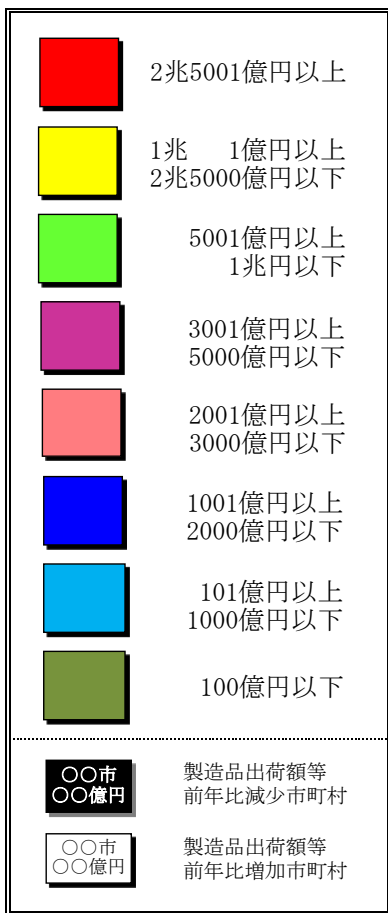 2兆5001億円以上
1兆　1億円以上
2兆5000億円以下
5001億円以上
1兆円以下
3001億円以上
5000億円以下
2001億円以上
3000億円以下
1001億円以上
2000億円以下
101億円以上
1000億円以下
100億円以下
○○市
○○億円
製造品出荷額等
前年比減少市町村
○○市
○○億円
製造品出荷額等
前年比増加市町村